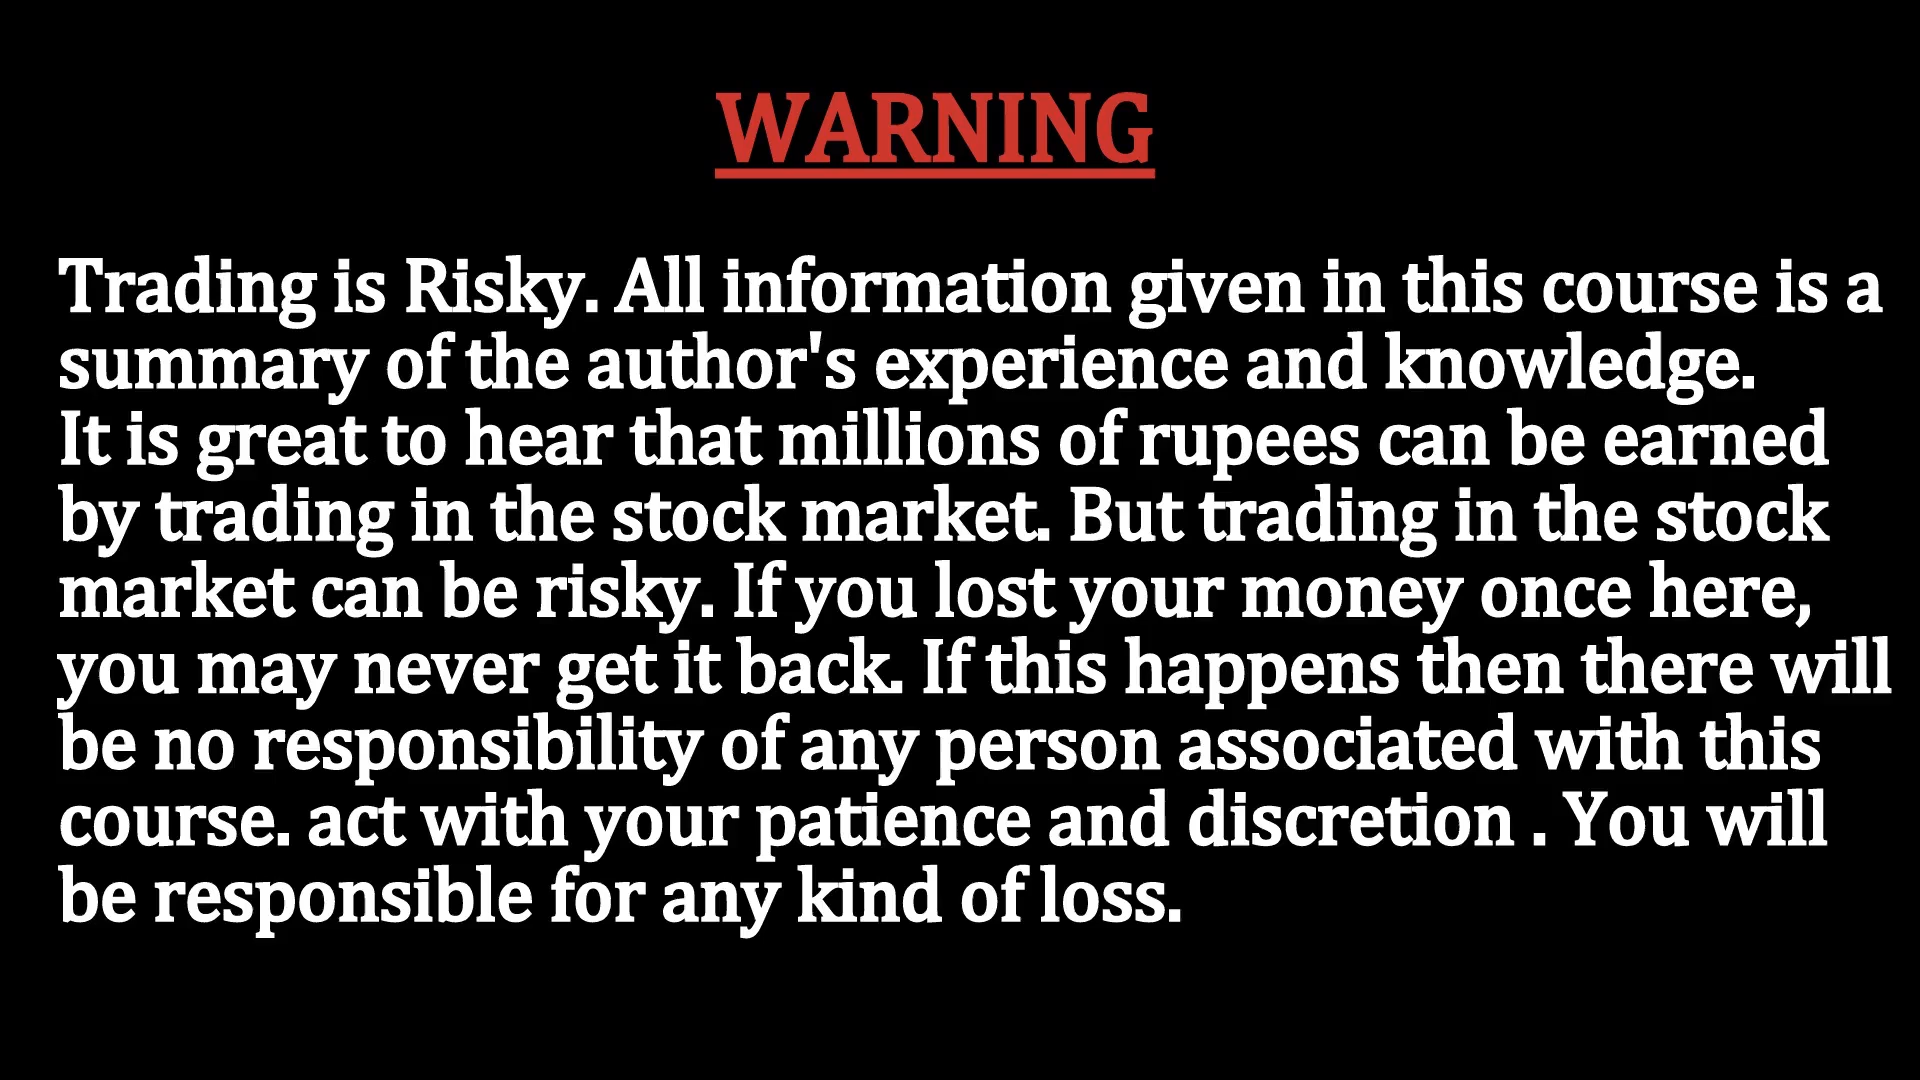 WARNING
Trading is Risky. All information given in this course is a
summary of the author's experience and knowledge.
It is great to hear that millions of rupees can be earned
by trading in the stock market. But trading in the stock
market can be risky. If you lost your money once here,
you may never get it back. If this happens then there will
be no responsibility of any person associated with this
course. act with your patience and discretion . You will
be responsible for any kind of loss.